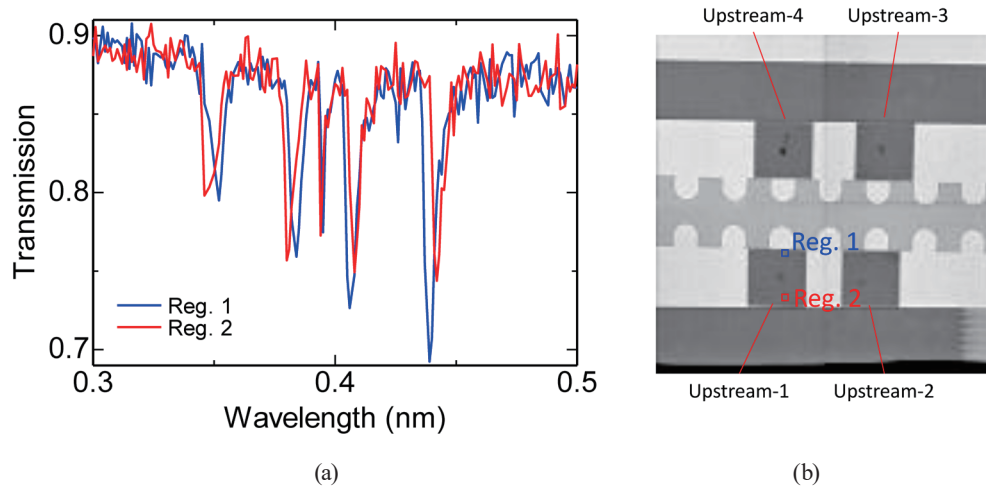 0.9
0.8
0.7
Transmission
Reg. 1
Reg. 2
0.3
0.4
0.5
Wavelength (nm)
(a)
Upstream-4
Upstream-3
Reg. 1
Reg. 2
Upstream-1
Upstream-2
(b)